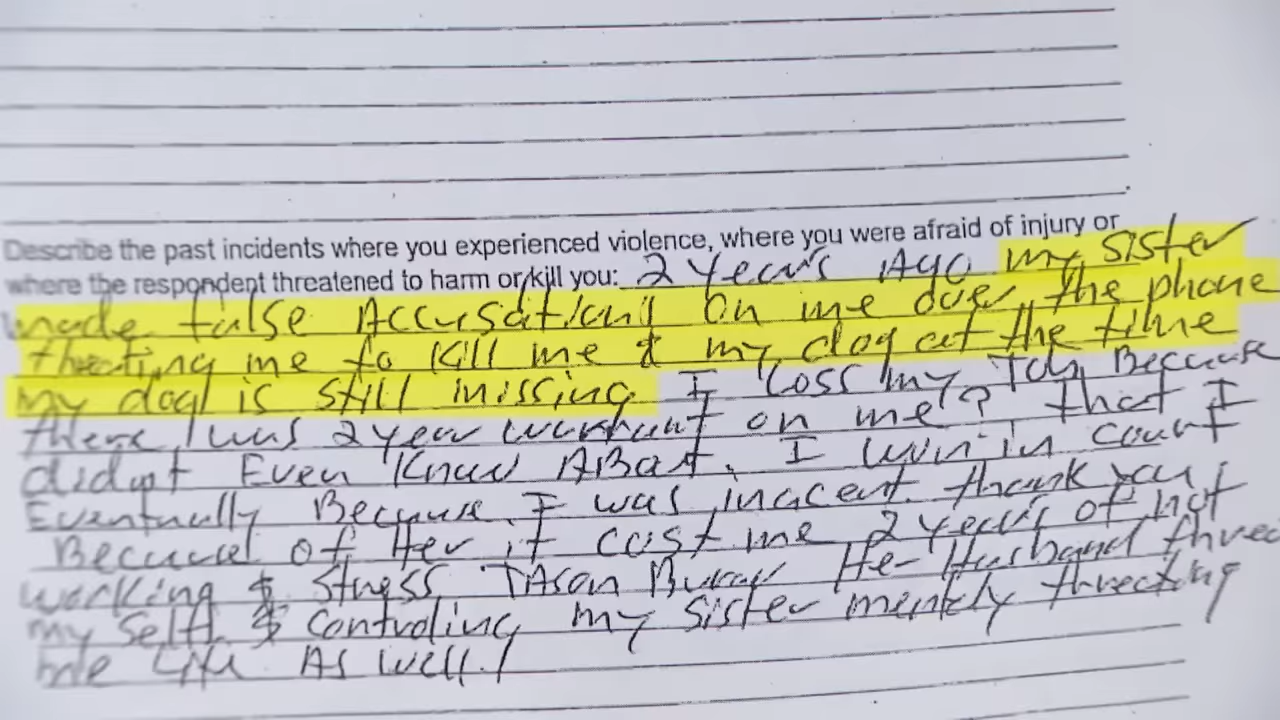 Describe the past incidents where you experienced violence, where you were afraid of injury or
where the respondent threatened to harm or kill you: 2 years Ago my sister
made false Accusations on me over the phone
threating me to Kill me & my dog at the time
my dog is still missing I Loss my Job Because
there was 2 year warrant on me? that I
didnt Even Know ABout. I win in court
Eventually Because I was inacent. thank you!
Because of Her it cost me 2 years of not
working & Stress, Her Husband
my Self & Controling my Sister mentely threating
me Life As well!